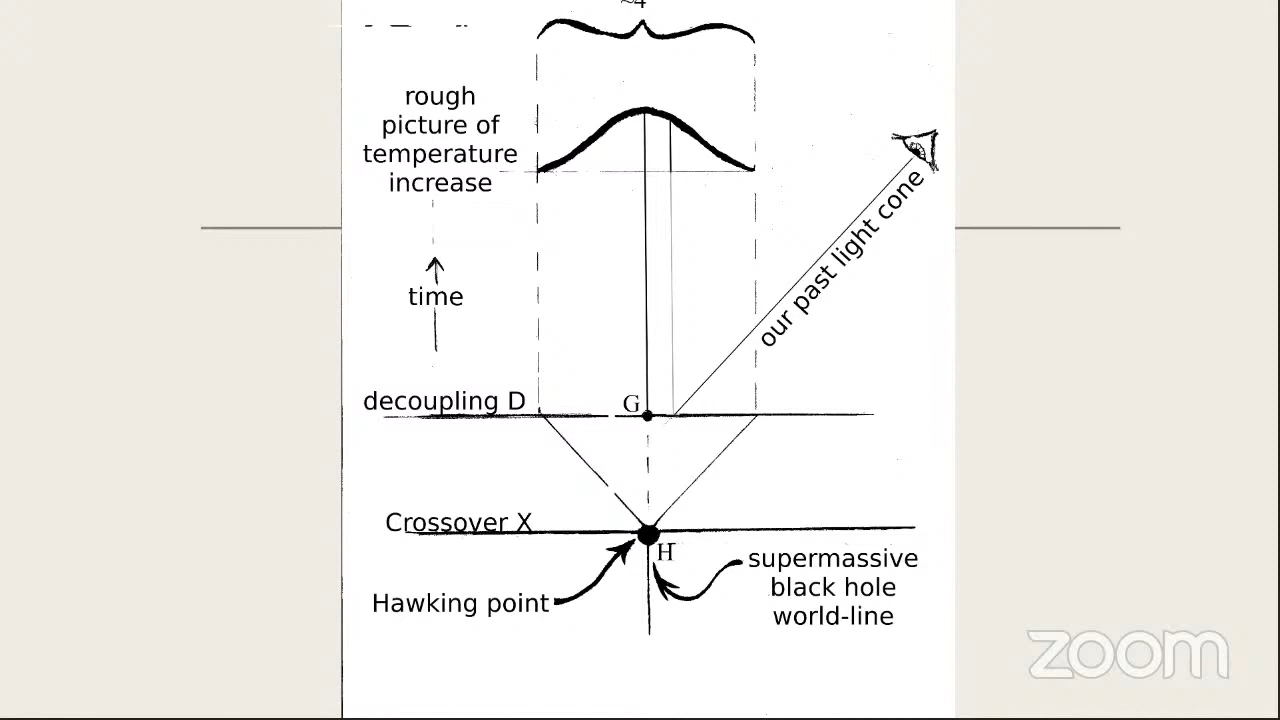 ~4
rough
picture of
temperature
increase
our past light cone
time
decoupling D
G
Crossover X
H
supermassive
black hole
world-line
Hawking point
zoom